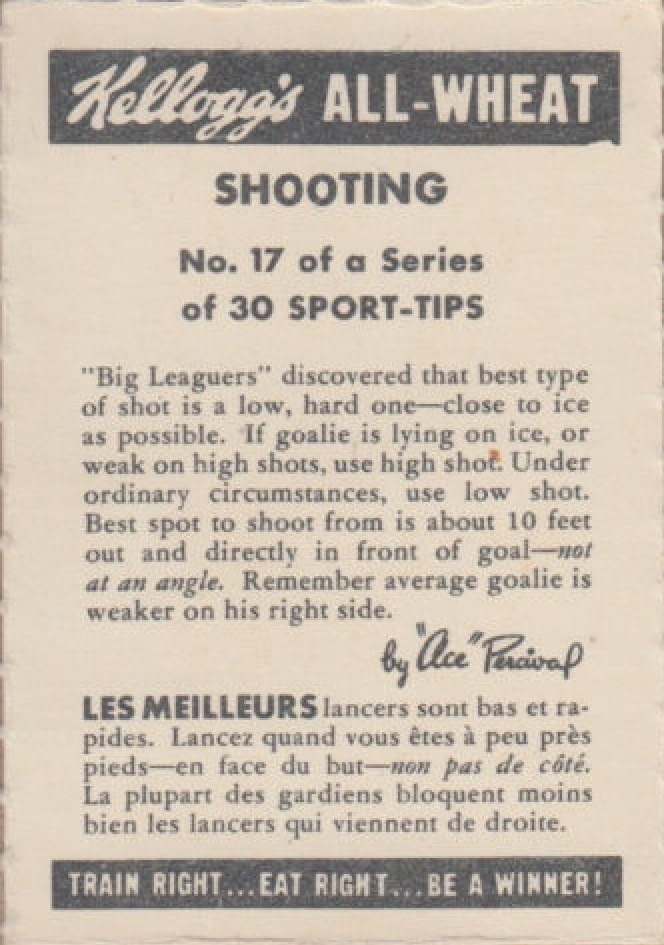 Kellogg's ALL-WHEAT
SHOOTING
No. 17 of a Series
of 30 SPORT-TIPS
"Big Leaguers" discovered that best type
of shot is a low, hard one—close to ice
as possible. If goalie is lying on ice, or
weak on high shots, use high shot. Under
ordinary circumstances, use low shot.
Best spot to shoot from is about 10 feet
out and directly in front of goal—not
at an angle. Remember average goalie is
weaker on his right side.
by "Ace" Percival
LES MEILLEURS lancers sont bas et ra-
pides. Lancez quand vous êtes à peu près
pieds—en face du but—non pas de côté.
La plupart des gardiens bloquent moins
bien les lancers qui viennent de droite.
TRAIN RIGHT...EAT RIGHT...BE A WINNER!